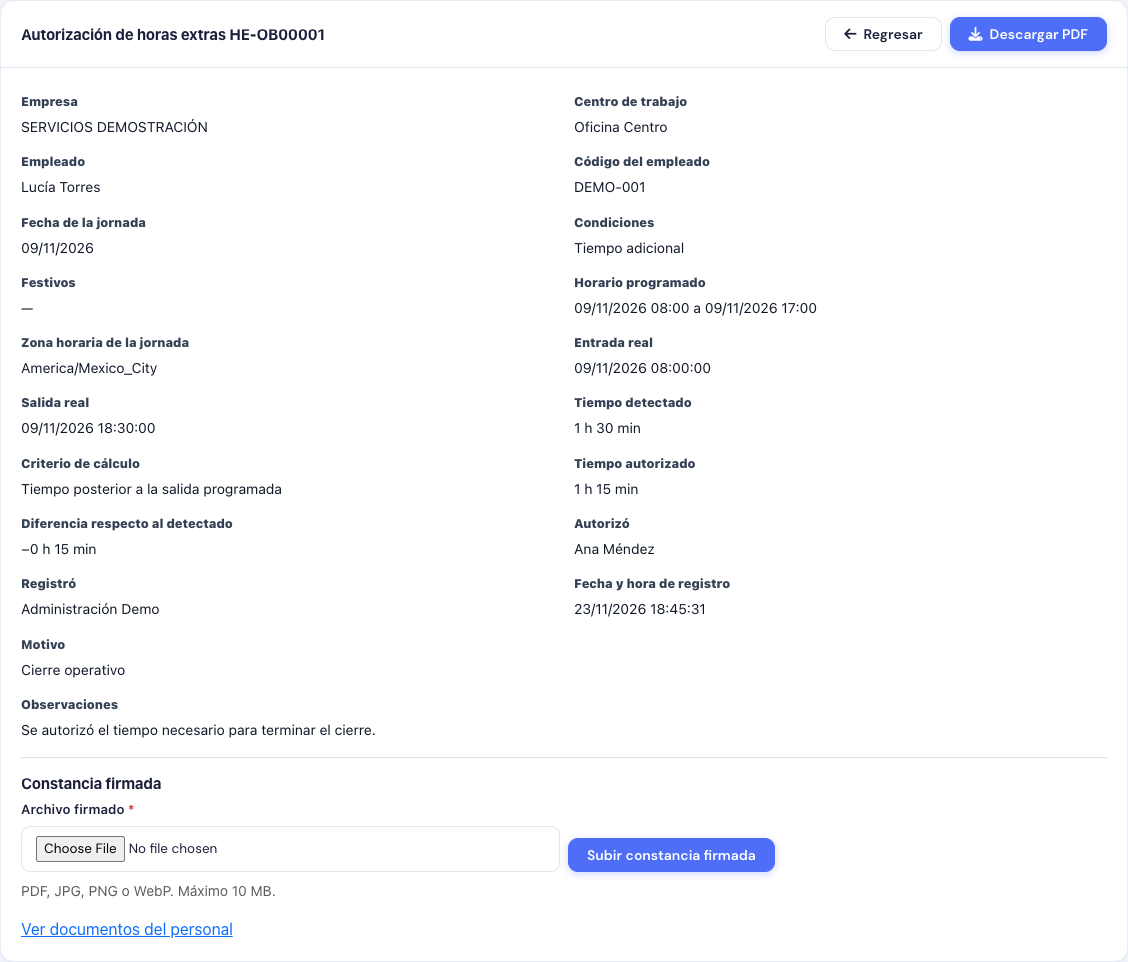 Autorización de horas extras HE-OB00001
Regresar
Descargar PDF
Empresa
SERVICIOS DEMOSTRACIÓN
Centro de trabajo
Oficina Centro
Empleado
Lucía Torres
Código del empleado
DEMO-001
Fecha de la jornada
09/11/2026
Condiciones
Tiempo adicional
Festivos
—
Horario programado
09/11/2026 08:00 a 09/11/2026 17:00
Zona horaria de la jornada
America/Mexico_City
Entrada real
09/11/2026 08:00:00
Salida real
09/11/2026 18:30:00
Tiempo detectado
1 h 30 min
Criterio de cálculo
Tiempo posterior a la salida programada
Tiempo autorizado
1 h 15 min
Diferencia respecto al detectado
−0 h 15 min
Autorizó
Ana Méndez
Registró
Administración Demo
Fecha y hora de registro
23/11/2026 18:45:31
Motivo
Cierre operativo
Observaciones
Se autorizó el tiempo necesario para terminar el cierre.
Constancia firmada
Archivo firmado *
Choose File No file chosen
Subir constancia firmada
PDF, JPG, PNG o WebP. Máximo 10 MB.
Ver documentos del personal